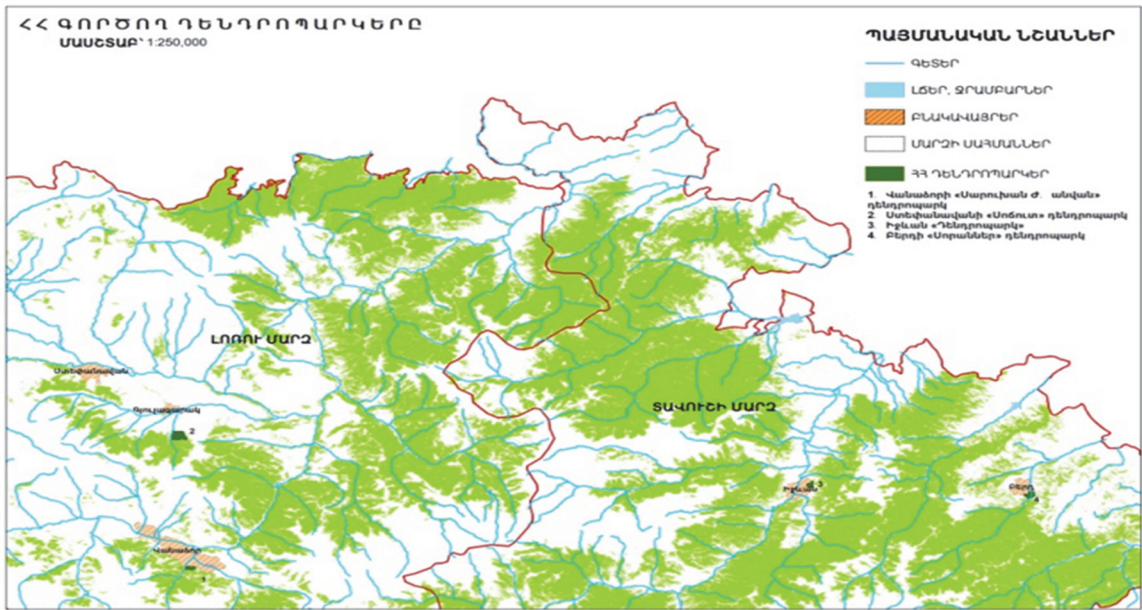 ՀՀ ԳՈՐԾՈՂ ԴԵՆԴՐՈՊԱՐԿԵՐԸ
ՄԱՍՇՏԱԲ՝ 1:250,000
ՊԱՅՄԱՆԱԿԱՆ ՆՇԱՆՆԵՐ
ԳԵՏԵՐ
ԼՃԵՐ, ՋՐԱՄԲԱՐՆԵՐ
ԲՆԱԿԱՎԱՅՐԵՐ
ՄԱՐԶԻ ՍԱՀՄԱՆՆԵՐ
ՀՀ ԴԵՆԴՐՈՊԱՐԿԵՐ
1. Վանաձորի «Սարուխան Ժ. անվան»
դենդրոպարկ
2. Ստեփանավանի «Սոճուտ» դենդրոպարկ
3. Իջևան «Դենդրոպարկ»
4. Բերդի «Սորաններ» դենդրոպարկ
ԼՈՌՈՒ ՄԱՐԶ
Ստեփանավան
Գյուլագարակ
2
ՏԱՎՈՒՇԻ ՄԱՐԶ
Իջևան
3
Բերդ
4
Վանաձոր
1